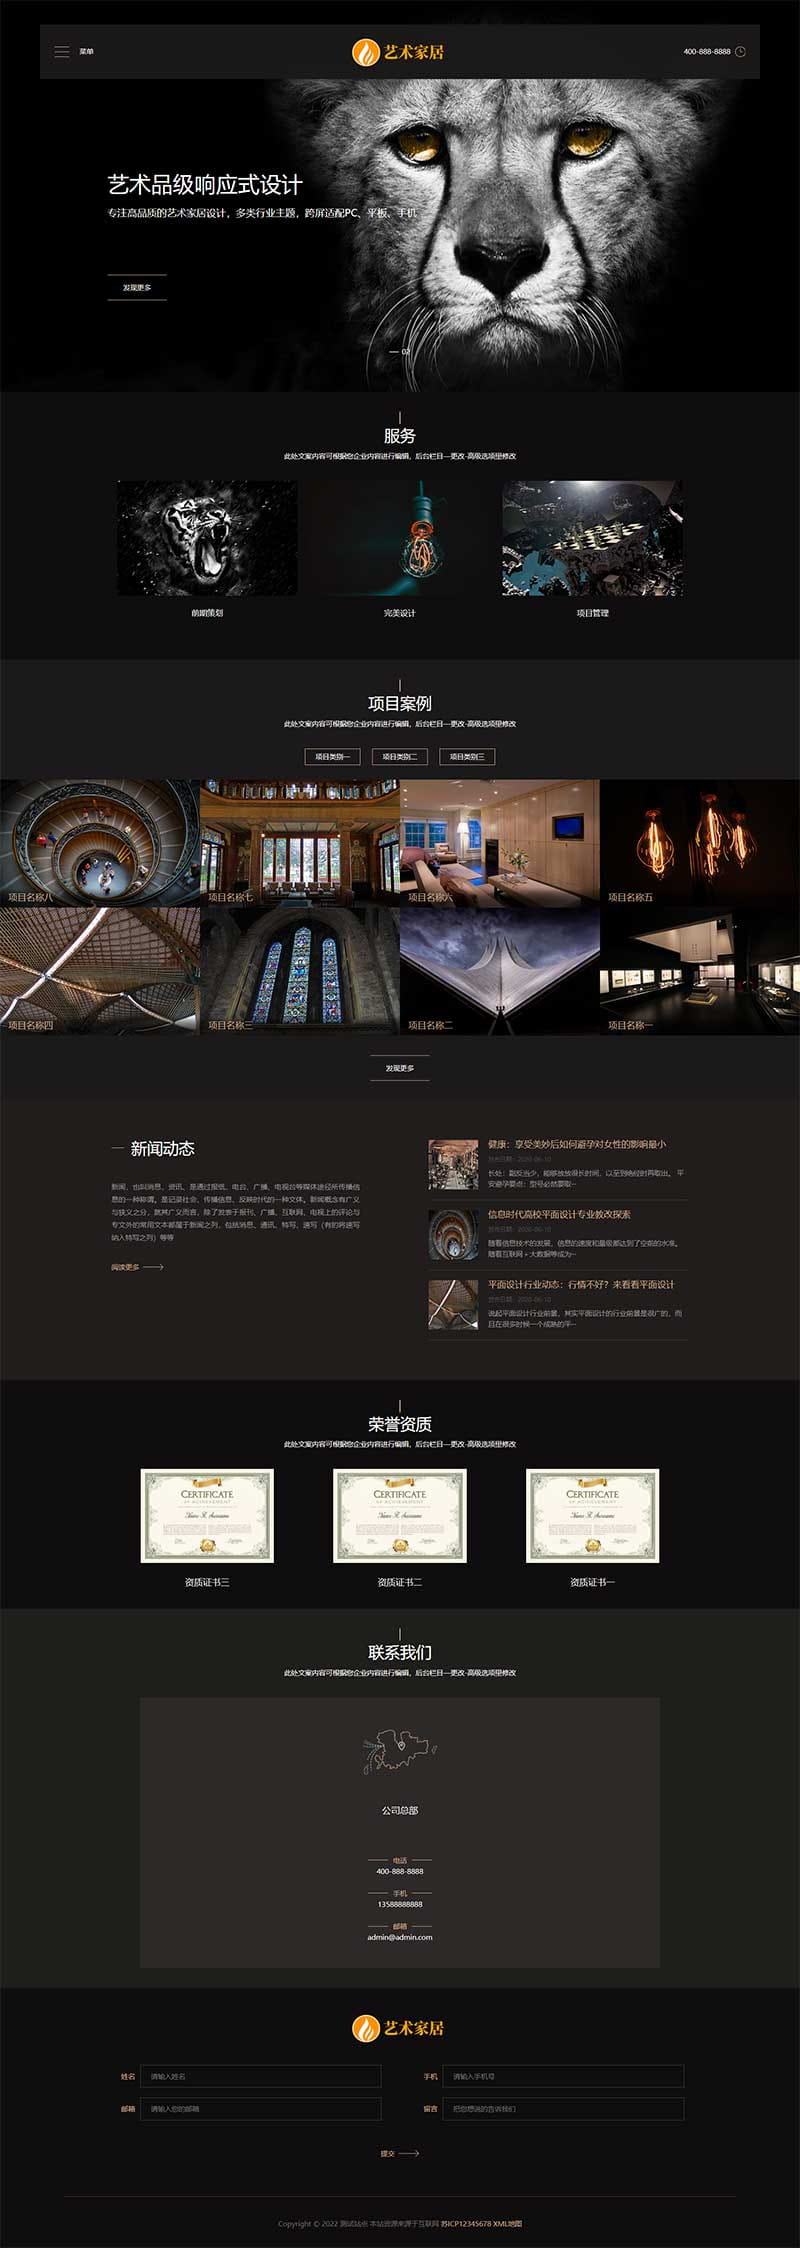 菜单
艺术家居
400-888-8888
艺术品级响应式设计
专注高品质的艺术家居设计，多类行业主题，跨屏适配PC、平板、手机
发现更多
02
服务
此处文案内容可根据您企业内容进行编辑，后台栏目—更改-高级选项里修改
前期策划
完美设计
项目管理
项目案例
此处文案内容可根据您企业内容进行编辑，后台栏目—更改-高级选项里修改
项目类别一
项目类别二
项目类别三
项目名称八
项目名称七
项目名称六
项目名称五
项目名称四
项目名称三
项目名称二
项目名称一
发现更多
新闻动态
新闻，也叫消息、资讯、是通过报纸、电台、广播、电视台等媒体途径所传播信
息的一种称谓。是记录社会、传播信息、反映时代的一种文体。新闻概念有广义
与狭义之分，就其广义而言，除了发表于报刊、广播、互联网、电视上的评论与
专文外的常用文本都属于新闻之列，包括消息、通讯、特写、速写（有的将速写
纳入特写之列）等等
阅读更多
健康：享受美妙后如何避孕对女性的影响最小
发布日期：2020-06-10
长处：副反当少，能够放放很长时间，以至到绝经时再取出。 平
安避孕要点：型号必然要取···
信息时代高校平面设计专业教改探索
发布日期：2020-06-10
随着信息技术的发展，信息的速度和量级都达到了空前的水准。
随着互联网 + 大数据等成为···
平面设计行业动态：行情不好？来看看平面设计
发布日期：2020-06-10
说起平面设计行业前景，其实平面设计的行业前景是很广的，而
且在很多时候一个成熟的平···
荣誉资质
此处文案内容可根据您企业内容进行编辑，后台栏目—更改-高级选项里修改
CERTIFICATE
OF ACHIEVEMENT
CERTIFICATE
OF ACHIEVEMENT
CERTIFICATE
OF ACHIEVEMENT
资质证书三
资质证书二
资质证书一
联系我们
此处文案内容可根据您企业内容进行编辑，后台栏目—更改-高级选项里修改
公司总部
电话
400-888-8888
手机
13588888888
邮箱
admin@admin.com
艺术家居
姓名
请输入姓名
手机
请输入手机号
邮箱
请输入您的邮箱
留言
把您想说的告诉我们
提交
Copyright © 2022 测试站点 本站资源来源于互联网 苏ICP12345678 XML地图